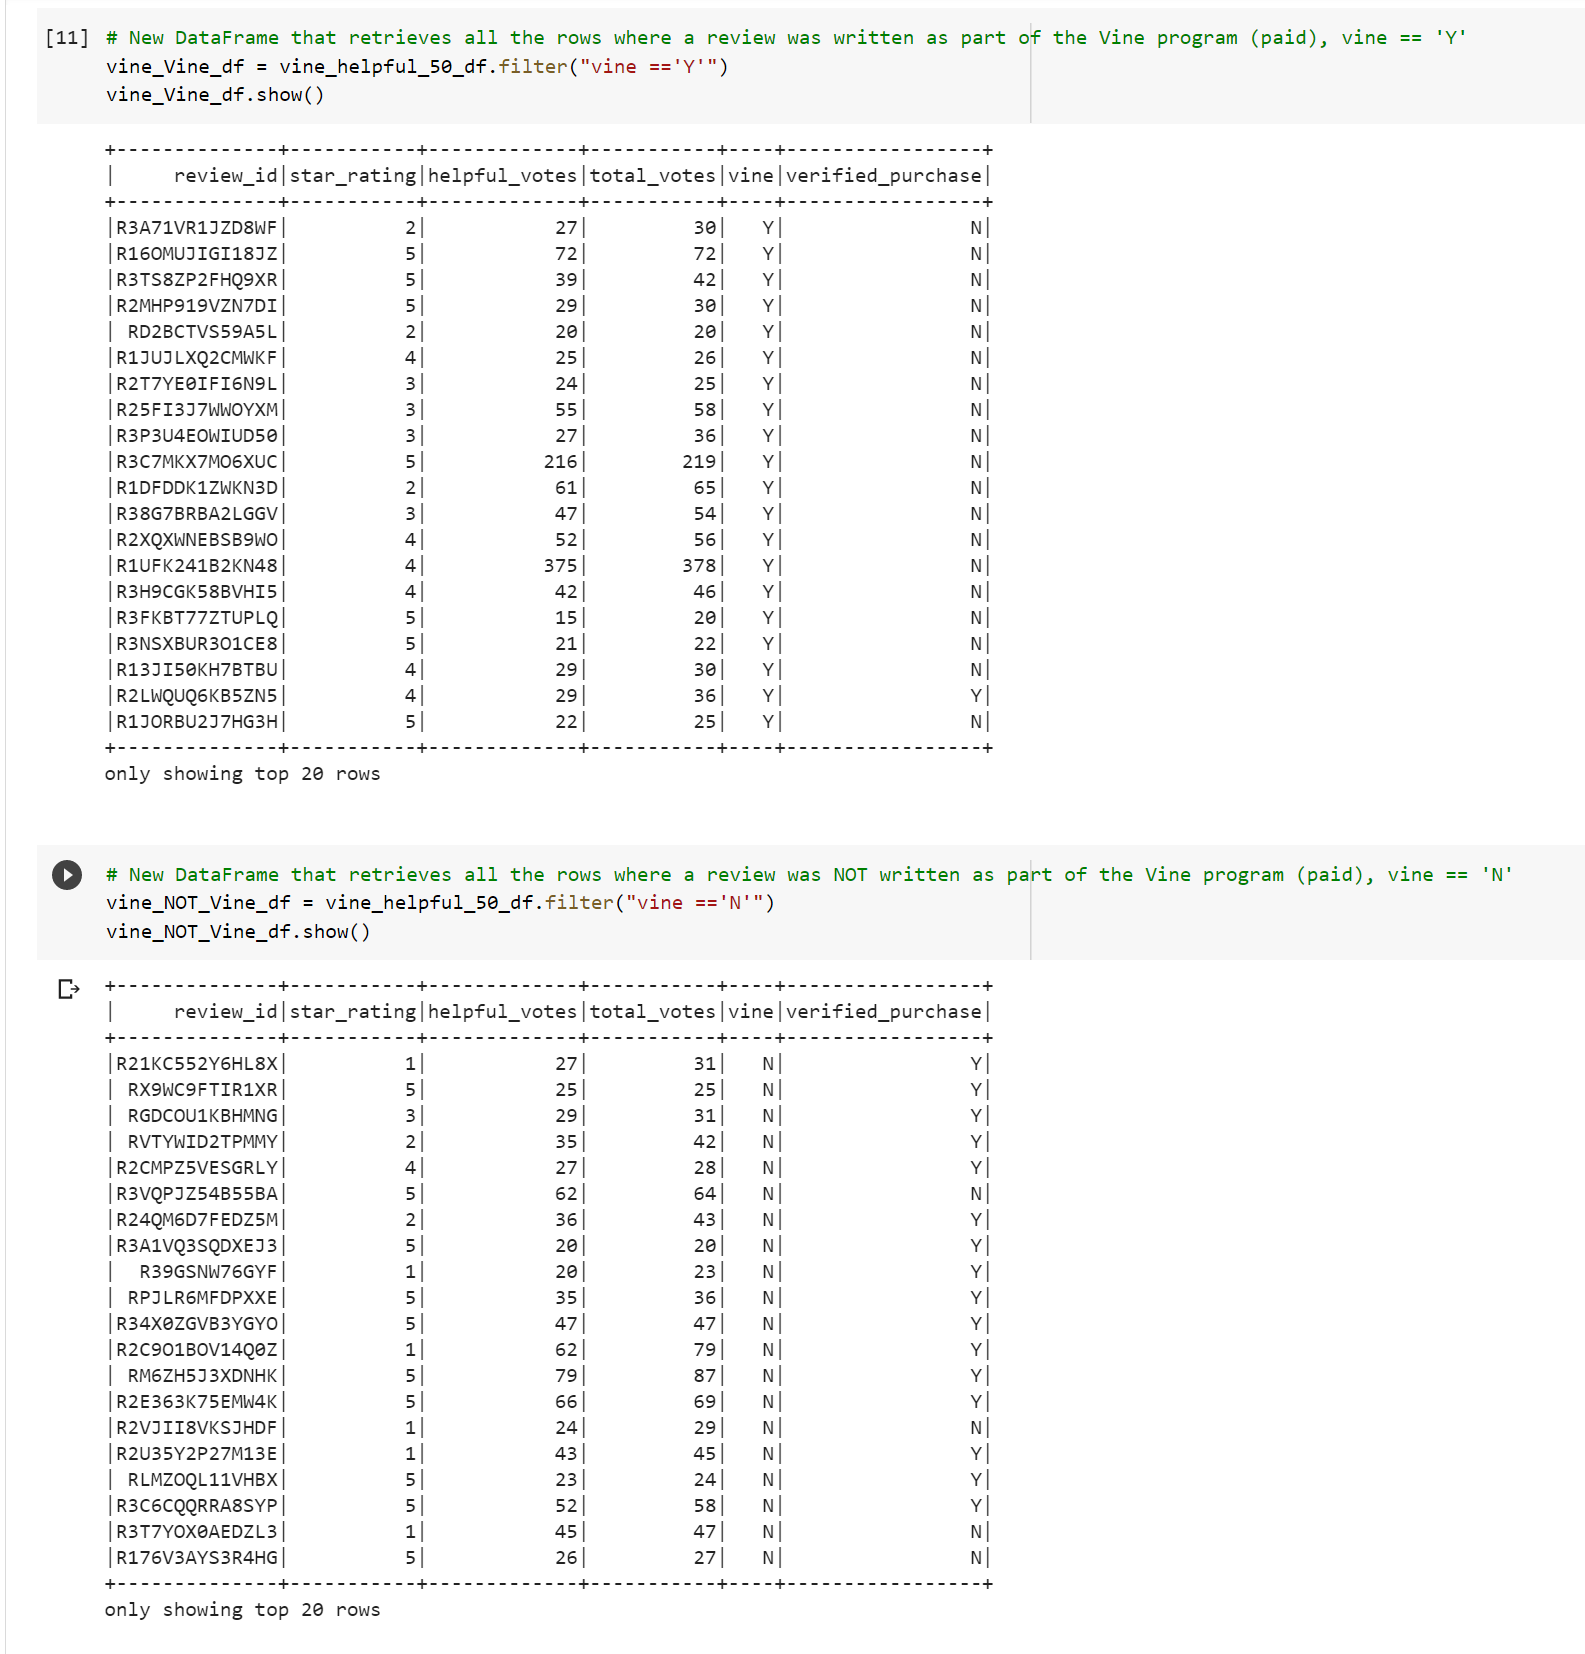 [11] # New DataFrame that retrieves all the rows where a review was written as part of the Vine program (paid), vine == 'Y'
vine_Vine_df = vine_helpful_50_df.filter("vine =='Y'")
vine_Vine_df.show()
+--------------+-----------+-------------+-----------+----+-----------------+
|     review_id|star_rating|helpful_votes|total_votes|vine|verified_purchase|
+--------------+-----------+-------------+-----------+----+-----------------+
|R3A71VR1JZD8WF|          2|           27|         30|   Y|                N|
|R16OMUJIGI18JZ|          5|           72|         72|   Y|                N|
|R3TS8ZP2FHQ9XR|          5|           39|         42|   Y|                N|
|R2MHP919VZN7DI|          5|           29|         30|   Y|                N|
| RD2BCTVS59A5L|          2|           20|         20|   Y|                N|
|R1JUJLXQ2CMWKF|          4|           25|         26|   Y|                N|
|R2T7YE0IFI6N9L|          3|           24|         25|   Y|                N|
|R25FI3J7WWOYXM|          3|           55|         58|   Y|                N|
|R3P3U4EOWIUD50|          3|           27|         36|   Y|                N|
|R3C7MKX7MO6XUC|          5|          216|        219|   Y|                N|
|R1DFDDK1ZWKN3D|          2|           61|         65|   Y|                N|
|R38G7BRBA2LGGV|          3|           47|         54|   Y|                N|
|R2XQXWNEBSB9WO|          4|           52|         56|   Y|                N|
|R1UFK241B2KN48|          4|          375|        378|   Y|                N|
|R3H9CGK58BVHI5|          4|           42|         46|   Y|                N|
|R3FKBT77ZTUPLQ|          5|           15|         20|   Y|                N|
|R3NSXBUR3O1CE8|          5|           21|         22|   Y|                N|
|R13JI50KH7BTBU|          4|           29|         30|   Y|                N|
|R2LWQUQ6KB5ZN5|          4|           29|         36|   Y|                Y|
|R1JORBU2J7HG3H|          5|           22|         25|   Y|                N|
+--------------+-----------+-------------+-----------+----+-----------------+
only showing top 20 rows
# New DataFrame that retrieves all the rows where a review was NOT written as part of the Vine program (paid), vine == 'N'
vine_NOT_Vine_df = vine_helpful_50_df.filter("vine =='N'")
vine_NOT_Vine_df.show()
+--------------+-----------+-------------+-----------+----+-----------------+
|     review_id|star_rating|helpful_votes|total_votes|vine|verified_purchase|
+--------------+-----------+-------------+-----------+----+-----------------+
|R21KC552Y6HL8X|          1|           27|         31|   N|                Y|
| RX9WC9FTIR1XR|          5|           25|         25|   N|                Y|
| RGDCOU1KBHMNG|          3|           29|         31|   N|                Y|
| RVTYWID2TPMMY|          2|           35|         42|   N|                Y|
|R2CMPZ5VESGRLY|          4|           27|         28|   N|                Y|
|R3VQPJZ54B55BA|          5|           62|         64|   N|                N|
|R24QM6D7FEDZ5M|          2|           36|         43|   N|                Y|
|R3A1VQ3SQDXEJ3|          5|           20|         20|   N|                Y|
|  R39GSNW76GYF|          1|           20|         23|   N|                Y|
| RPJLR6MFDPXXE|          5|           35|         36|   N|                Y|
|R34X0ZGVB3YGYO|          5|           47|         47|   N|                Y|
|R2C9O1BOV14Q0Z|          1|           62|         79|   N|                Y|
| RM6ZH5J3XDNHK|          5|           79|         87|   N|                Y|
|R2E363K75EMW4K|          5|           66|         69|   N|                Y|
|R2VJII8VKSJHDF|          1|           24|         29|   N|                N|
|R2U35Y2P27M13E|          1|           43|         45|   N|                Y|
| RLMZOQL11VHBX|          5|           23|         24|   N|                Y|
|R3C6CQQRRA8SYP|          5|           52|         58|   N|                Y|
|R3T7YOX0AEDZL3|          1|           45|         47|   N|                N|
|R176V3AYS3R4HG|          5|           26|         27|   N|                N|
+--------------+-----------+-------------+-----------+----+-----------------+
only showing top 20 rows